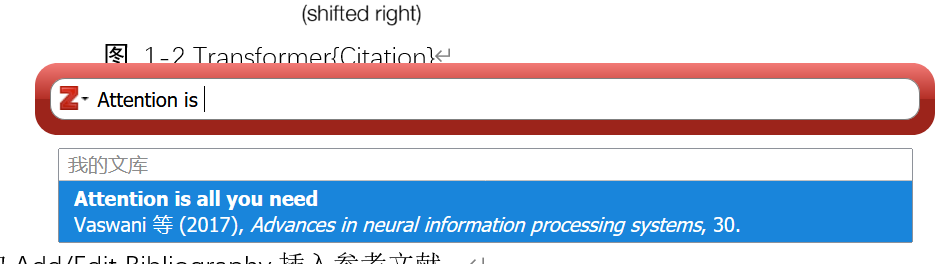 (shifted right)
图 1-2 Transformer{Citation}↵
Z Attention is
我的文库
Attention is all you need
Vaswani 等 (2017), Advances in neural information processing systems, 30.
Add/Edit Bibliography 插入参考文献